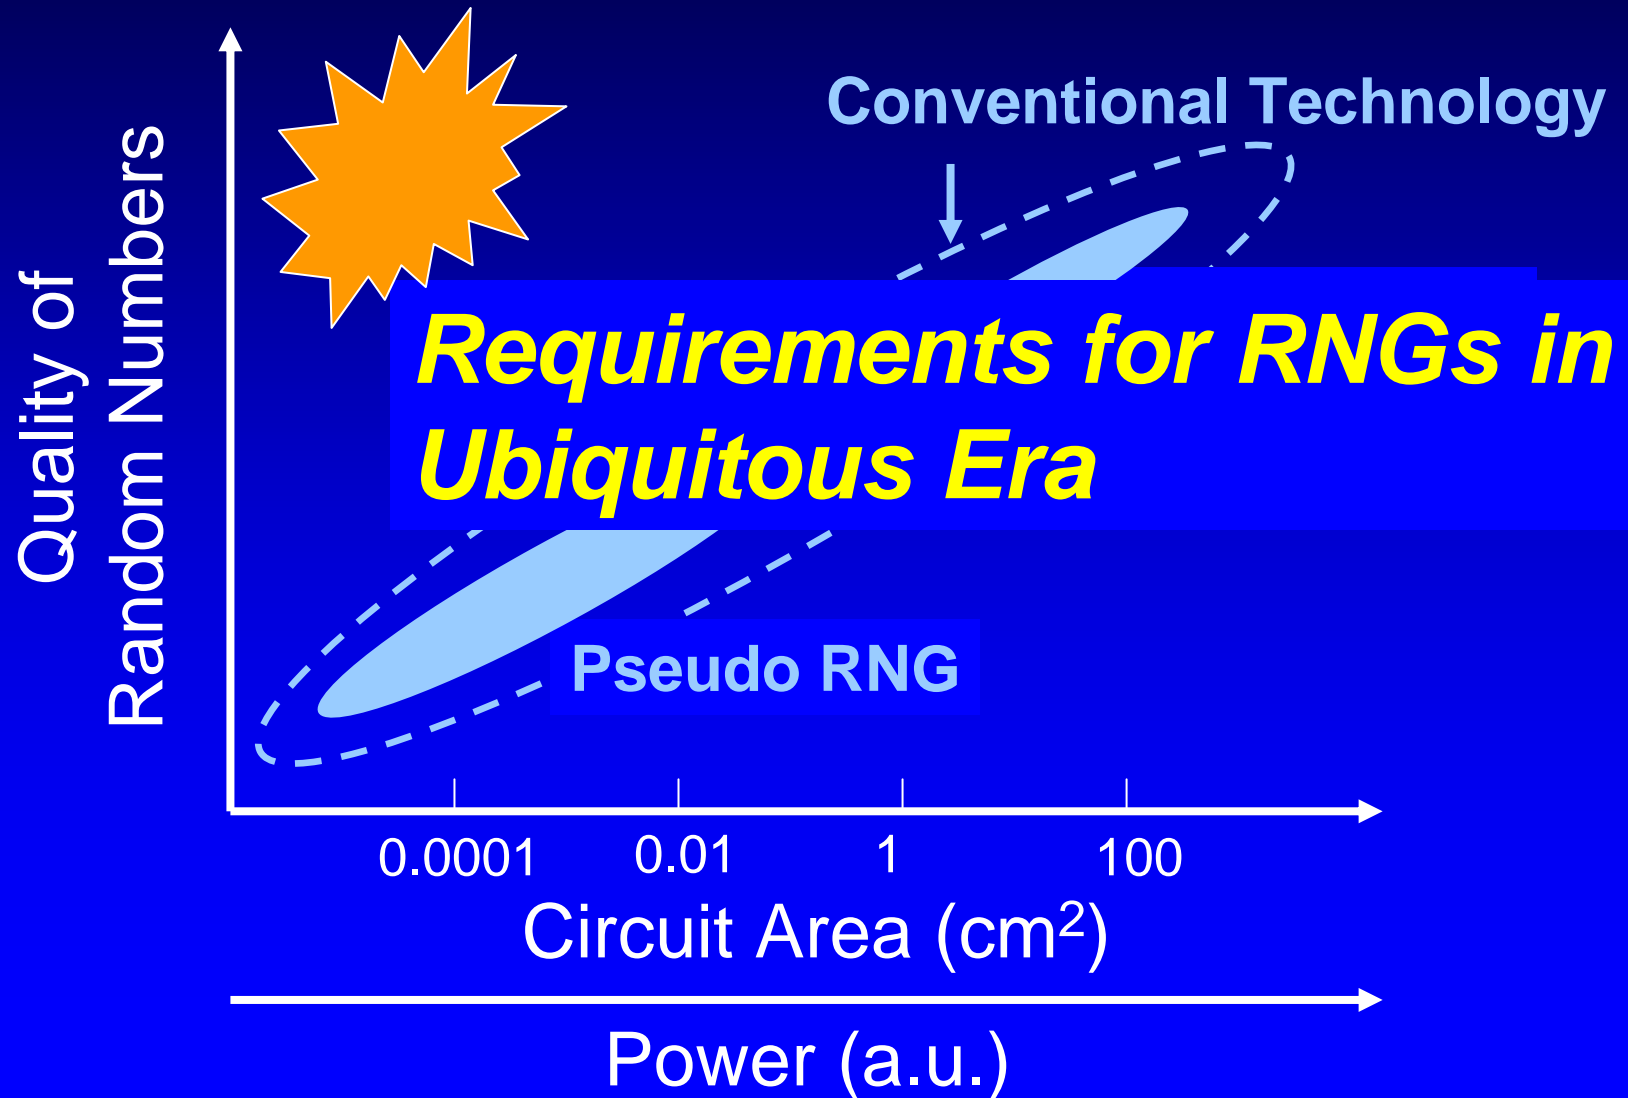 Quality of
Random Numbers
Conventional Technology
Requirements for RNGs in
Ubiquitous Era
Pseudo RNG
0.0001 0.01 1 100
Circuit Area (cm²)
Power (a.u.)